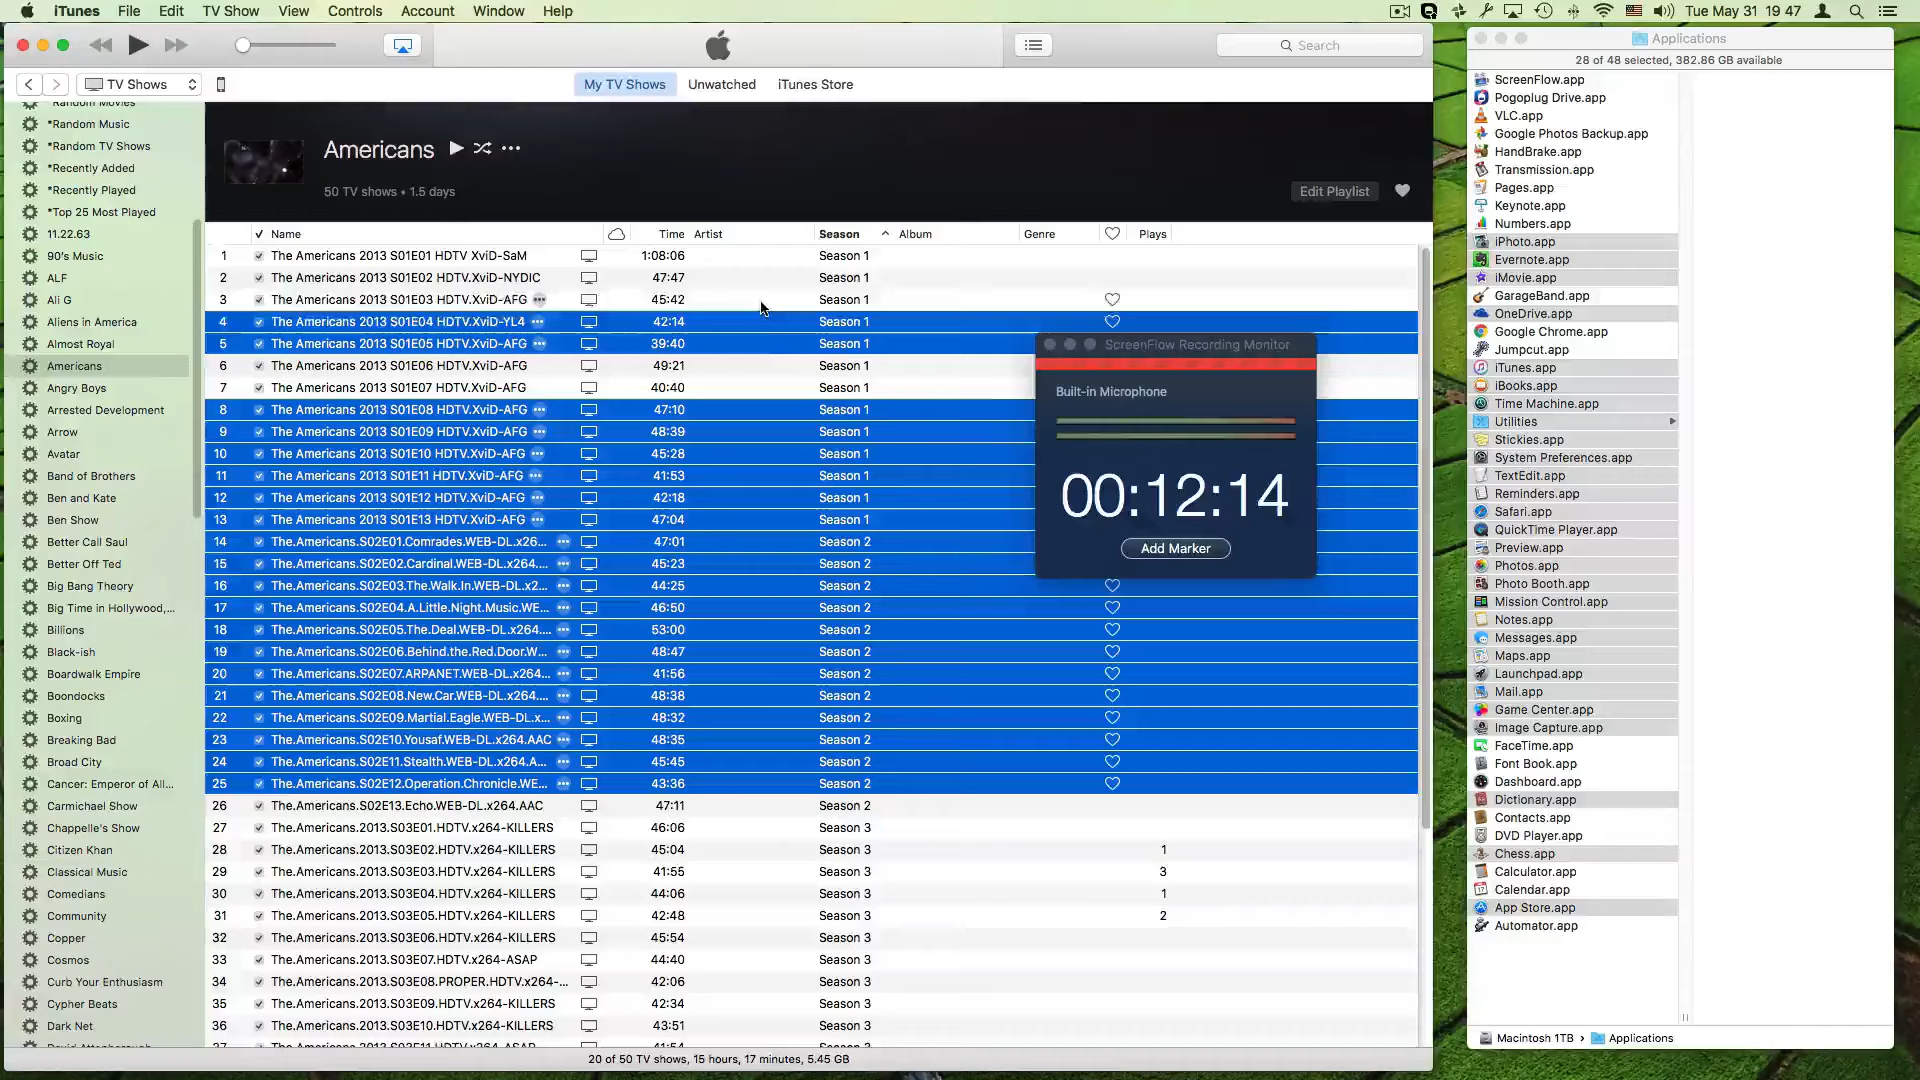 iTunes File Edit TV Show View Controls Account Window Help
Tue May 31 19 47
Search
TV Shows
My TV Shows Unwatched iTunes Store
*Random Movies
*Random Music
*Random TV Shows
*Recently Added
*Recently Played
*Top 25 Most Played
11.22.63
90's Music
ALF
Ali G
Aliens in America
Almost Royal
Americans
Angry Boys
Arrested Development
Arrow
Avatar
Band of Brothers
Ben and Kate
Ben Show
Better Call Saul
Better Off Ted
Big Bang Theory
Big Time in Hollywood,...
Billions
Black-ish
Boardwalk Empire
Boondocks
Boxing
Breaking Bad
Broad City
Cancer: Emperor of All...
Carmichael Show
Chappelle's Show
Citizen Khan
Classical Music
Comedians
Community
Copper
Cosmos
Curb Your Enthusiasm
Cypher Beats
Dark Net
Americans
50 TV shows • 1.5 days
Edit Playlist
Name Time Artist Season Album Genre Plays
1 The Americans 2013 S01E01 HDTV XviD-SaM 1:08:06 Season 1
2 The Americans 2013 S01E02 HDTV.XviD-NYDIC 47:47 Season 1
3 The Americans 2013 S01E03 HDTV.XviD-AFG 45:42 Season 1
4 The Americans 2013 S01E04 HDTV.XviD-YL4 42:14 Season 1
5 The Americans 2013 S01E05 HDTV.XviD-AFG 39:40 Season 1
6 The Americans 2013 S01E06 HDTV.XviD-AFG 49:21 Season 1
7 The Americans 2013 S01E07 HDTV.XviD-AFG 40:40 Season 1
8 The Americans 2013 S01E08 HDTV.XviD-AFG 47:10 Season 1
9 The Americans 2013 S01E09 HDTV.XviD-AFG 48:39 Season 1
10 The Americans 2013 S01E10 HDTV.XviD-AFG 45:28 Season 1
11 The Americans 2013 S01E11 HDTV.XviD-AFG 41:53 Season 1
12 The Americans 2013 S01E12 HDTV.XviD-AFG 42:18 Season 1
13 The Americans 2013 S01E13 HDTV.XviD-AFG 47:04 Season 1
14 The.Americans.S02E01.Comrades.WEB-DL.x26... 47:01 Season 2
15 The.Americans.S02E02.Cardinal.WEB-DL.x264.... 45:23 Season 2
16 The.Americans.S02E03.The.Walk.In.WEB-DL.x2... 44:25 Season 2
17 The.Americans.S02E04.A.Little.Night.Music.WE... 46:50 Season 2
18 The.Americans.S02E05.The.Deal.WEB-DL.x264.... 53:00 Season 2
19 The.Americans.S02E06.Behind.the.Red.Door.W... 48:47 Season 2
20 The.Americans.S02E07.ARPANET.WEB-DL.x264... 41:56 Season 2
21 The.Americans.S02E08.New.Car.WEB-DL.x264.... 48:38 Season 2
22 The.Americans.S02E09.Martial.Eagle.WEB-DL.x... 48:32 Season 2
23 The.Americans.S02E10.Yousaf.WEB-DL.x264.AAC 48:35 Season 2
24 The.Americans.S02E11.Stealth.WEB-DL.x264.A... 45:45 Season 2
25 The.Americans.S02E12.Operation.Chronicle.WE... 43:36 Season 2
26 The.Americans.S02E13.Echo.WEB-DL.x264.AAC 47:11 Season 2
27 The.Americans.2013.S03E01.HDTV.x264-KILLERS 46:06 Season 3
28 The.Americans.2013.S03E02.HDTV.x264-KILLERS 45:04 Season 3 1
29 The.Americans.2013.S03E03.HDTV.x264-KILLERS 41:55 Season 3 3
30 The.Americans.2013.S03E04.HDTV.x264-KILLERS 44:06 Season 3 1
31 The.Americans.2013.S03E05.HDTV.x264-KILLERS 42:48 Season 3 2
32 The.Americans.2013.S03E06.HDTV.x264-KILLERS 45:54 Season 3
33 The.Americans.2013.S03E07.HDTV.x264-ASAP 44:40 Season 3
34 The.Americans.2013.S03E08.PROPER.HDTV.x264-... 42:06 Season 3
35 The.Americans.2013.S03E09.HDTV.x264-KILLERS 42:34 Season 3
36 The.Americans.2013.S03E10.HDTV.x264-KILLERS 43:51 Season 3
20 of 50 TV shows, 15 hours, 17 minutes, 5.45 GB
ScreenFlow Recording Monitor
Built-in Microphone
00:12:14
Add Marker
Applications
28 of 48 selected, 382.86 GB available
ScreenFlow.app
Pogoplug Drive.app
VLC.app
Google Photos Backup.app
HandBrake.app
Transmission.app
Pages.app
Keynote.app
Numbers.app
iPhoto.app
Evernote.app
iMovie.app
GarageBand.app
OneDrive.app
Google Chrome.app
Jumpcut.app
iTunes.app
iBooks.app
Time Machine.app
Utilities
Stickies.app
System Preferences.app
TextEdit.app
Reminders.app
Safari.app
QuickTime Player.app
Preview.app
Photos.app
Photo Booth.app
Mission Control.app
Notes.app
Messages.app
Maps.app
Launchpad.app
Mail.app
Game Center.app
Image Capture.app
FaceTime.app
Font Book.app
Dashboard.app
Dictionary.app
Contacts.app
DVD Player.app
Chess.app
Calculator.app
Calendar.app
App Store.app
Automator.app
Macintosh 1TB › Applications